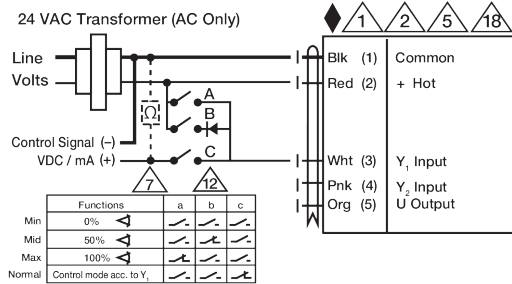 24 VAC Transformer (AC Only)
1 2 5 18
Line
Volts
Blk (1) Common
Red (2) + Hot
A
Ω
B
Control Signal (–)
VDC / mA (+)
C
Wht (3) Y1 Input
Pnk (4) Y2 Input
Org (5) U Output
7 12
Functions a b c
Min 0%
Mid 50%
Max 100%
Normal Control mode acc. to Y1